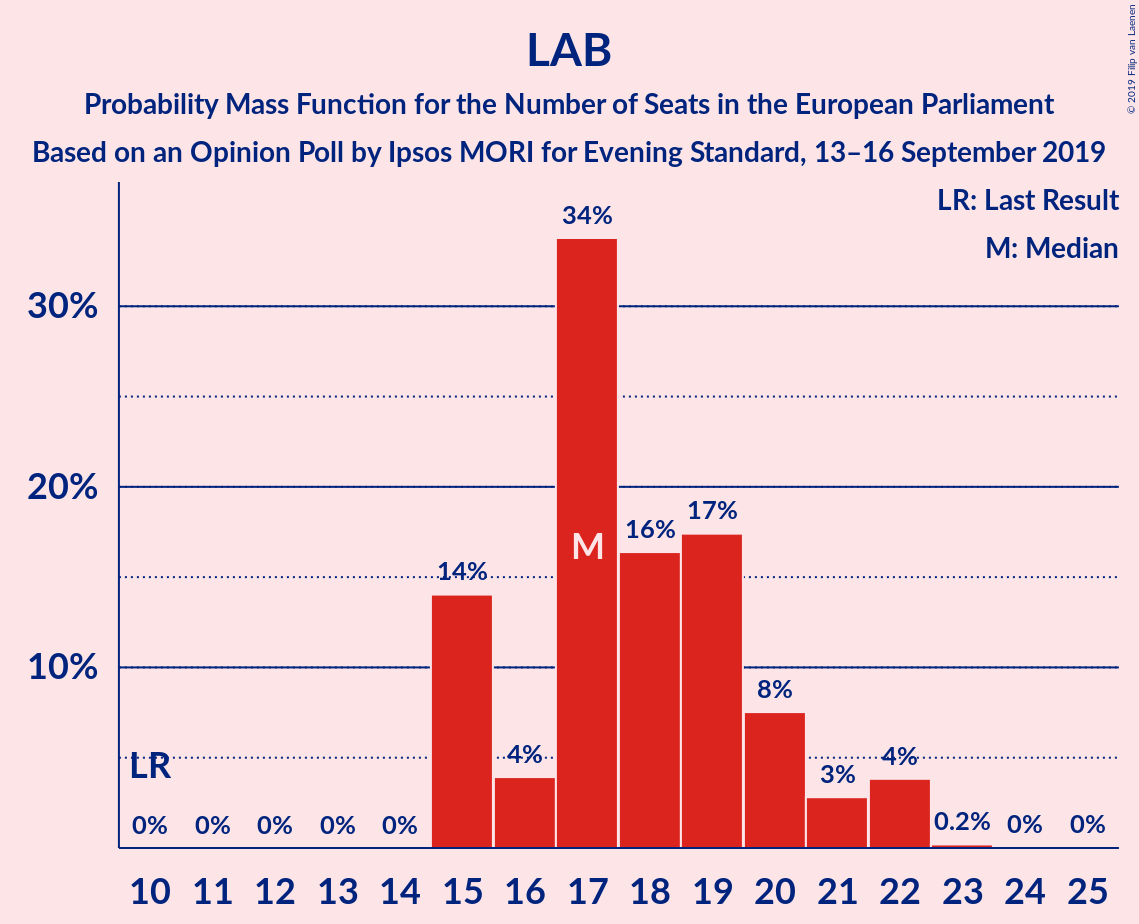 LAB
Probability Mass Function for the Number of Seats in the European Parliament
Based on an Opinion Poll by Ipsos MORI for Evening Standard, 13–16 September 2019
© 2019 Filip van Laenen
LR: Last Result
M: Median
30%
20%
10%
LR
M
0%
0%
0%
0%
0%
14%
4%
34%
16%
17%
8%
3%
4%
0.2%
0%
0%
10 11 12 13 14 15 16 17 18 19 20 21 22 23 24 25